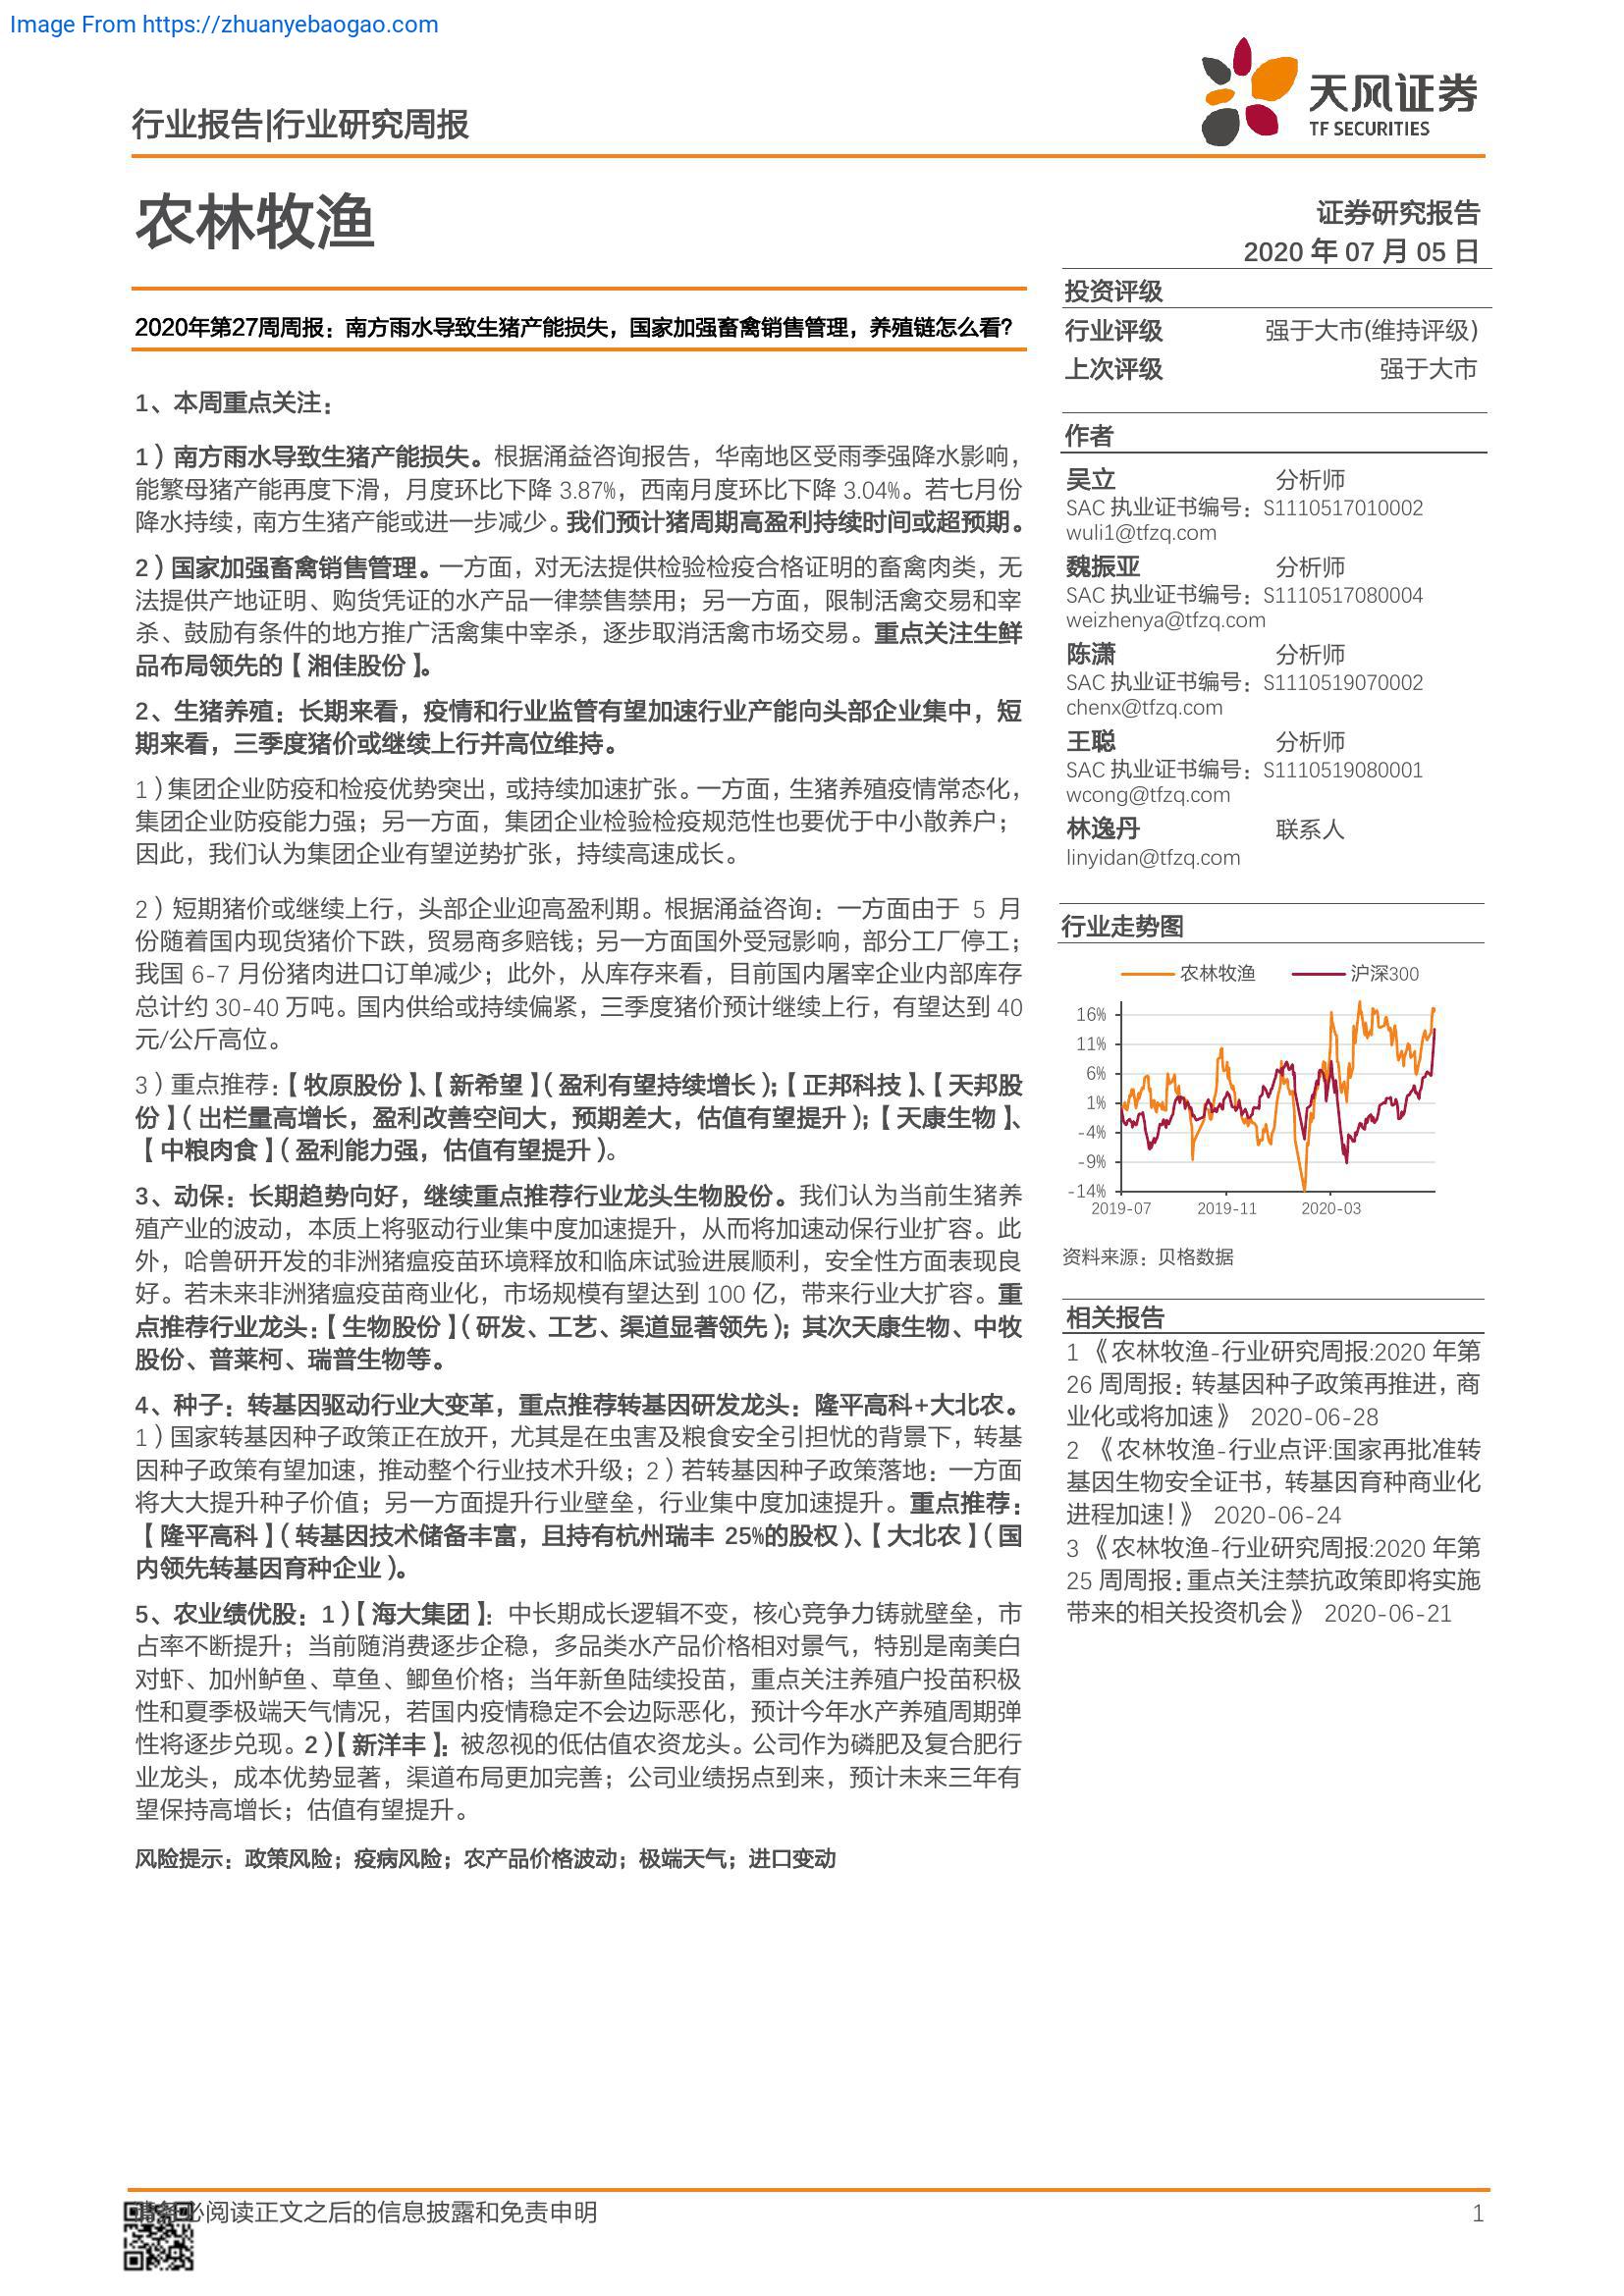 Image From https://zhuanyebaogao.com
行业报告|行业研究周报
天风证券
TF SECURITIES
农林牧渔
证券研究报告
2020 年 07 月 05 日
2020年第27周周报：南方雨水导致生猪产能损失，国家加强畜禽销售管理，养殖链怎么看？
1、本周重点关注：
1）南方雨水导致生猪产能损失。根据涌益咨询报告，华南地区受雨季强降水影响，
能繁母猪产能再度下滑，月度环比下降 3.87%，西南月度环比下降 3.04%。若七月份
降水持续，南方生猪产能或进一步减少。我们预计猪周期高盈利持续时间或超预期。
2）国家加强畜禽销售管理。一方面，对无法提供检验检疫合格证明的畜禽肉类，无
法提供产地证明、购货凭证的水产品一律禁售禁用；另一方面，限制活禽交易和宰
杀、鼓励有条件的地方推广活禽集中宰杀，逐步取消活禽市场交易。重点关注生鲜
品布局领先的【湘佳股份】。
2、生猪养殖：长期来看，疫情和行业监管有望加速行业产能向头部企业集中，短
期来看，三季度猪价或继续上行并高位维持。
1）集团企业防疫和检疫优势突出，或持续加速扩张。一方面，生猪养殖疫情常态化，
集团企业防疫能力强；另一方面，集团企业检验检疫规范性也要优于中小散养户；
因此，我们认为集团企业有望逆势扩张，持续高速成长。
2）短期猪价或继续上行，头部企业迎高盈利期。根据涌益咨询：一方面由于 5 月
份随着国内现货猪价下跌，贸易商多赔钱；另一方面国外受冠影响，部分工厂停工；
我国 6-7 月份猪肉进口订单减少；此外，从库存来看，目前国内屠宰企业内部库存
总计约 30-40 万吨。国内供给或持续偏紧，三季度猪价预计继续上行，有望达到 40
元/公斤高位。
3）重点推荐：【牧原股份】、【新希望】（盈利有望持续增长）；【正邦科技】、【天邦股
份】（出栏量高增长，盈利改善空间大，预期差大，估值有望提升）；【天康生物】、
【中粮肉食】（盈利能力强，估值有望提升）。
3、动保：长期趋势向好，继续重点推荐行业龙头生物股份。我们认为当前生猪养
殖产业的波动，本质上将驱动行业集中度加速提升，从而将加速动保行业扩容。此
外，哈兽研开发的非洲猪瘟疫苗环境释放和临床试验进展顺利，安全性方面表现良
好。若未来非洲猪瘟疫苗商业化，市场规模有望达到 100 亿，带来行业大扩容。重
点推荐行业龙头：【生物股份】（研发、工艺、渠道显著领先）；其次天康生物、中牧
股份、普莱柯、瑞普生物等。
4、种子：转基因驱动行业大变革，重点推荐转基因研发龙头：隆平高科+大北农。
1）国家转基因种子政策正在放开，尤其是在虫害及粮食安全引担忧的背景下，转基
因种子政策有望加速，推动整个行业技术升级；2）若转基因种子政策落地：一方面
将大大提升种子价值；另一方面提升行业壁垒，行业集中度加速提升。重点推荐：
【隆平高科】（转基因技术储备丰富，且持有杭州瑞丰 25%的股权）、【大北农】（国
内领先转基因育种企业）。
5、农业绩优股：1）【海大集团】：中长期成长逻辑不变，核心竞争力铸就壁垒，市
占率不断提升；当前随消费逐步企稳，多品类水产品价格相对景气，特别是南美白
对虾、加州鲈鱼、草鱼、鲫鱼价格；当年新鱼陆续投苗，重点关注养殖户投苗积极
性和夏季极端天气情况，若国内疫情稳定不会边际恶化，预计今年水产养殖周期弹
性将逐步兑现。2）【新洋丰】：被忽视的低估值农资龙头。公司作为磷肥及复合肥行
业龙头，成本优势显著，渠道布局更加完善；公司业绩拐点到来，预计未来三年有
望保持高增长；估值有望提升。
风险提示：政策风险；疫病风险；农产品价格波动；极端天气；进口变动
投资评级
行业评级 强于大市(维持评级)
上次评级 强于大市
作者
吴立 分析师
SAC 执业证书编号：S1110517010002
wuli1@tfzq.com
魏振亚 分析师
SAC 执业证书编号：S1110517080004
weizhenya@tfzq.com
陈潇 分析师
SAC 执业证书编号：S1110519070002
chenx@tfzq.com
王聪 分析师
SAC 执业证书编号：S1110519080001
wcong@tfzq.com
林逸丹 联系人
linyidan@tfzq.com
行业走势图
农林牧渔 沪深300
16%
11%
6%
1%
-4%
-9%
-14%
2019-07 2019-11 2020-03
资料来源：贝格数据
相关报告
1 《农林牧渔-行业研究周报:2020 年第
26 周周报：转基因种子政策再推进，商
业化或将加速》 2020-06-28
2 《农林牧渔-行业点评:国家再批准转
基因生物安全证书，转基因育种商业化
进程加速！》 2020-06-24
3 《农林牧渔-行业研究周报:2020 年第
25 周周报：重点关注禁抗政策即将实施
带来的相关投资机会》 2020-06-21
请务必阅读正文之后的信息披露和免责申明
1